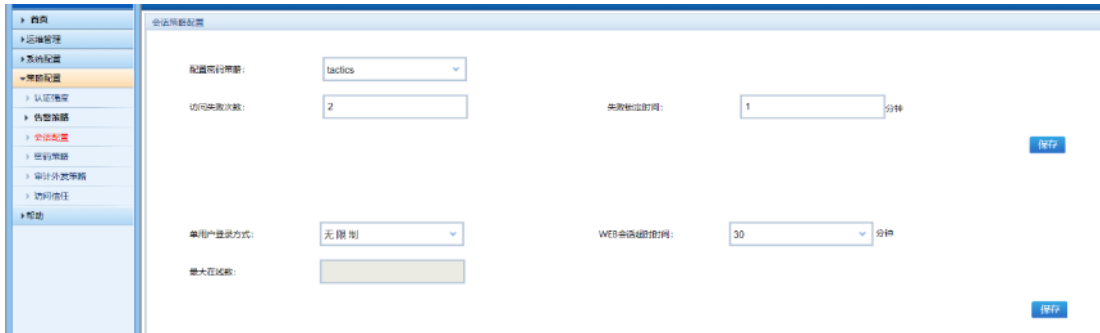 首页
运维管理
系统配置
策略配置
认证强度
告警策略
会话配置
密码策略
审计外发策略
访问信任
帮助
会话策略配置
配置密码策略： tactics
访问失败次数： 2 失败锁定时间： 1 分钟
保存
单用户登录方式： 无限制 WEB会话超时时间： 30 分钟
最大在线数：
保存